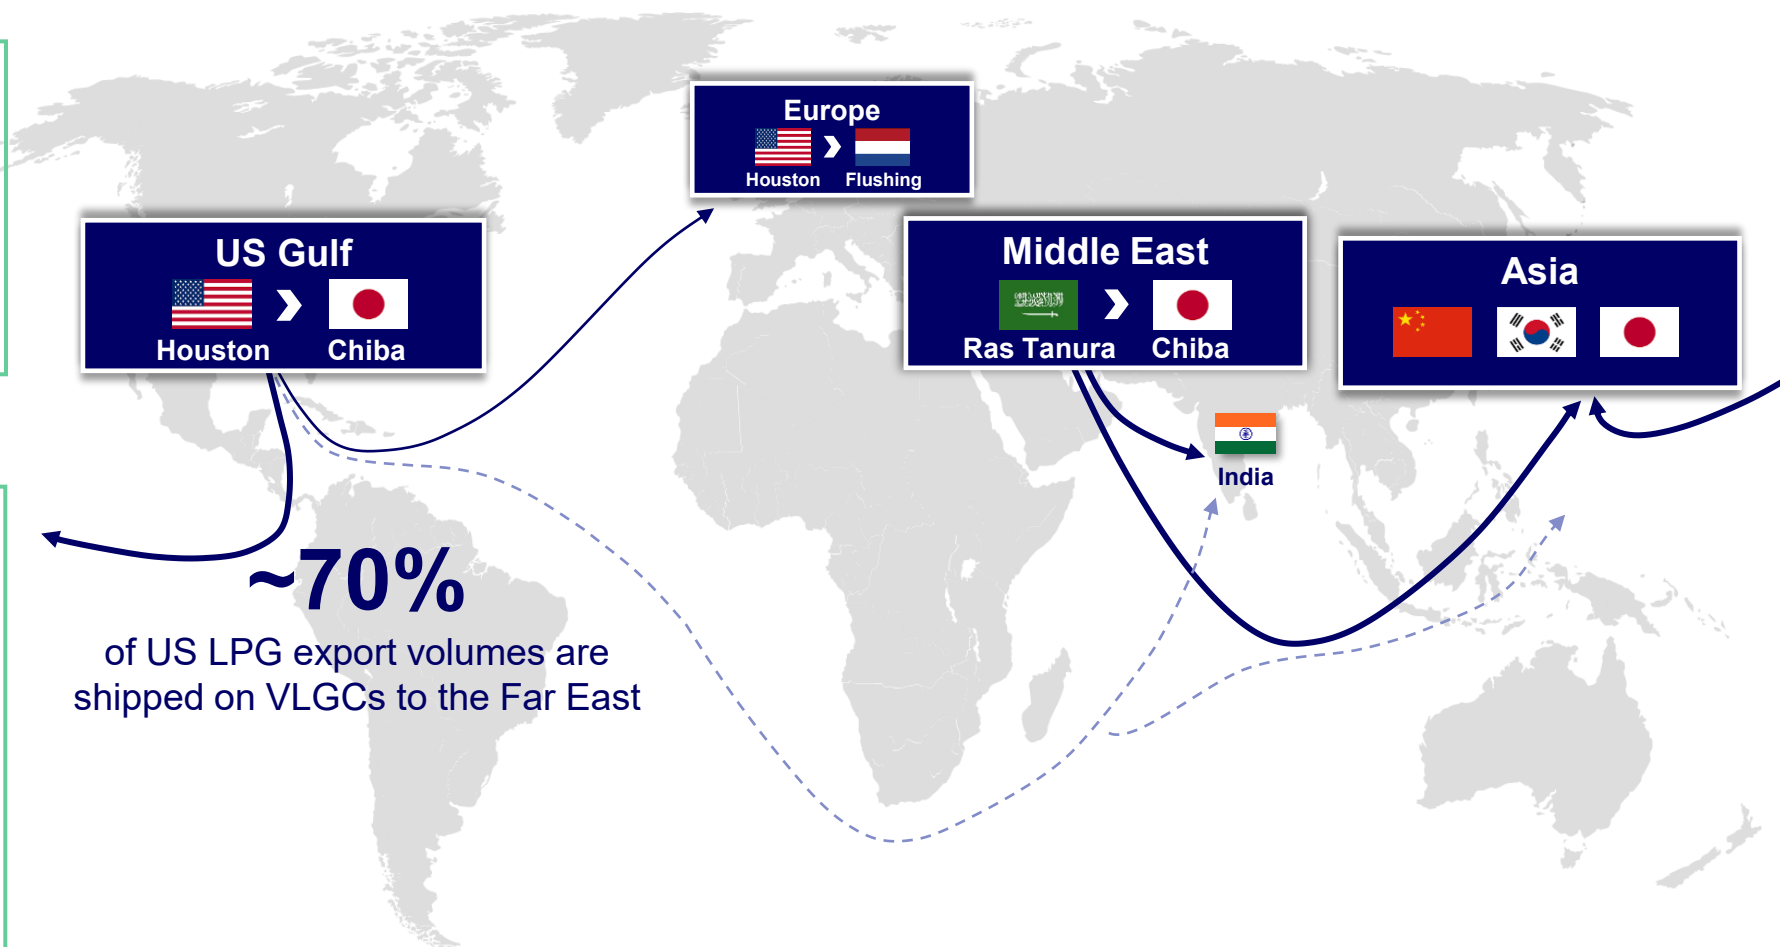 Europe
Houston Flushing
US Gulf
Houston Chiba
Middle East
Ras Tanura Chiba
Asia
India
~70%
of US LPG export volumes are
shipped on VLGCs to the Far East